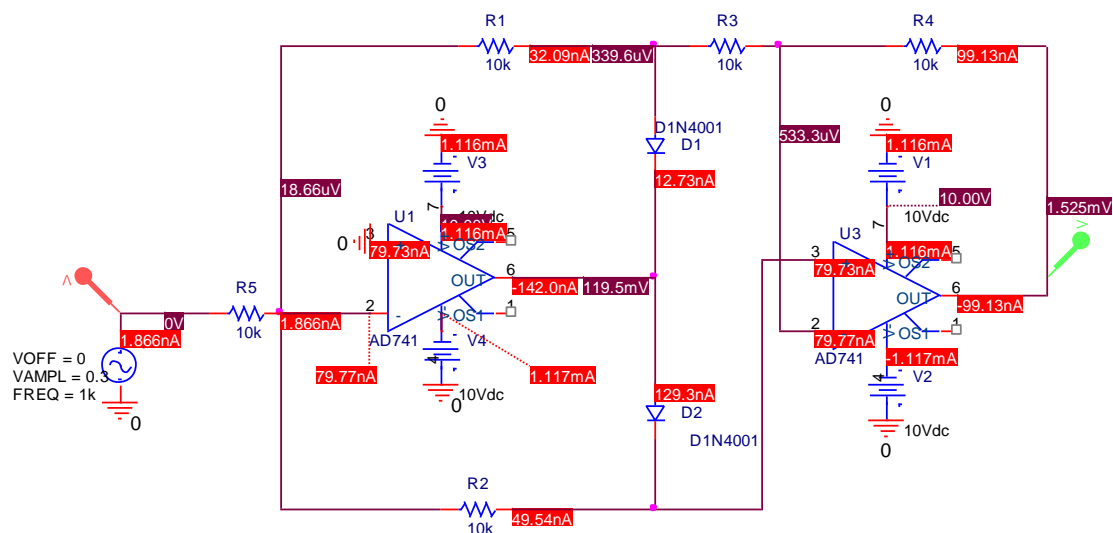 R1
10k
32.09nA
339.6uV
R3
10k
R4
10k
99.13nA
0
1.116mA
V3
10Vdc
D1N4001
D1
12.73nA
533.3uV
0
1.116mA
V1
10Vdc
10.00V
1.525mV
18.66uV
U1
7
1.116mA
5
OS2
3
+
0
79.73nA
V+
6
OUT
-142.0nA
119.5mV
2
-
OS1
1
V-
AD741
V4
4
10Vdc
0
79.77nA
1.117mA
R5
10k
1.866nA
0V
1.866nA
VOFF = 0
VAMPL = 0.3
FREQ = 1k
0
V
V
U3
7
1.116mA
5
OS2
3
+
79.73nA
V+
6
OUT
-99.13nA
2
79.77nA
OS1
1
V-
AD741
-1.117mA
V2
4
10Vdc
0
129.3nA
D2
D1N4001
R2
10k
49.54nA